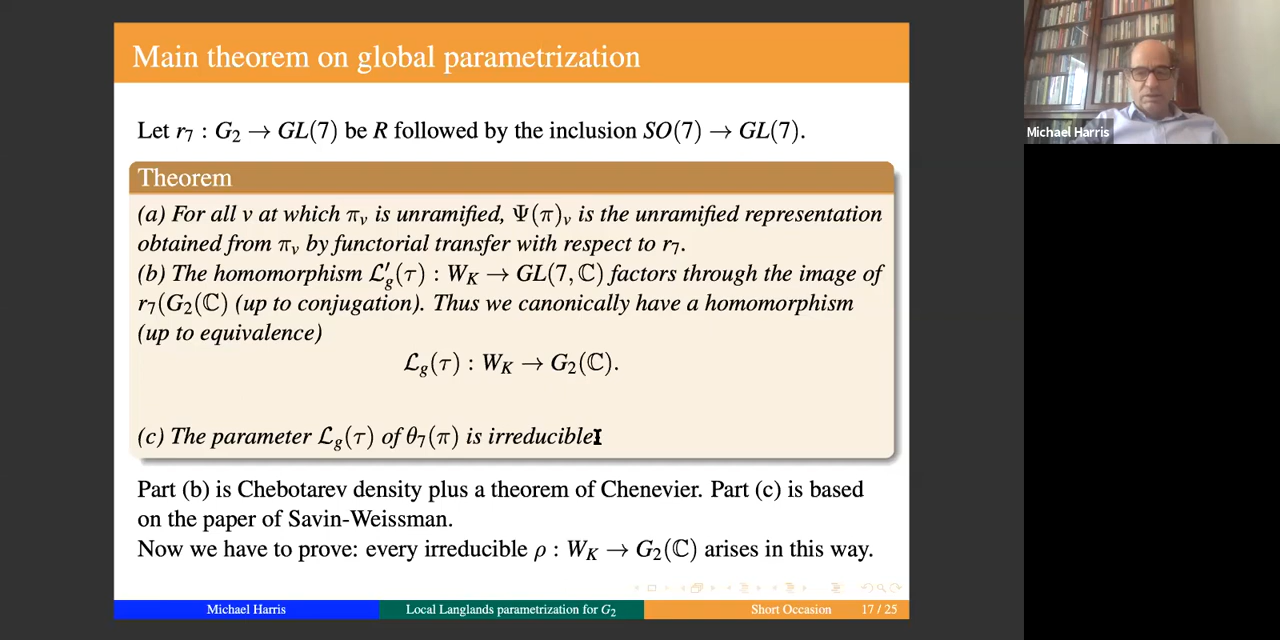 Main theorem on global parametrization
Let r₇ : G₂ → GL(7) be R followed by the inclusion SO(7) → GL(7).
Theorem
(a) For all v at which πᵥ is unramified, Ψ(π)ᵥ is the unramified representation
obtained from πᵥ by functorial transfer with respect to r₇.
(b) The homomorphism ℒ′_g(τ) : W_K → GL(7, ℂ) factors through the image of
r₇(G₂(ℂ) (up to conjugation). Thus we canonically have a homomorphism
(up to equivalence)
ℒ_g(τ) : W_K → G₂(ℂ).
(c) The parameter ℒ_g(τ) of θ₇(π) is irreducible
Part (b) is Chebotarev density plus a theorem of Chenevier. Part (c) is based
on the paper of Savin-Weissman.
Now we have to prove: every irreducible ρ : W_K → G₂(ℂ) arises in this way.
Michael Harris
Local Langlands parametrization for G₂
Short Occasion
17 / 25
Michael Harris